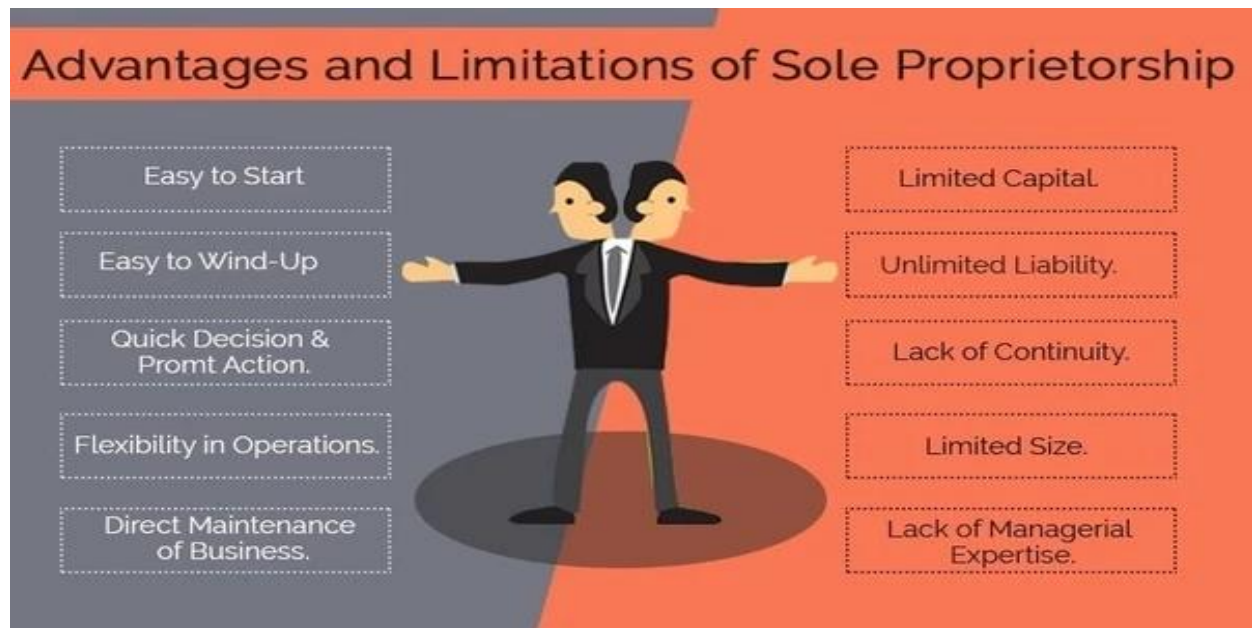 Advantages and Limitations of Sole Proprietorship
Easy to Start
Easy to Wind-Up
Quick Decision &
Promt Action.
Flexibility in Operations.
Direct Maintenance
of Business.
Limited Capital.
Unlimited Liability.
Lack of Continuity.
Limited Size.
Lack of Managerial
Expertise.